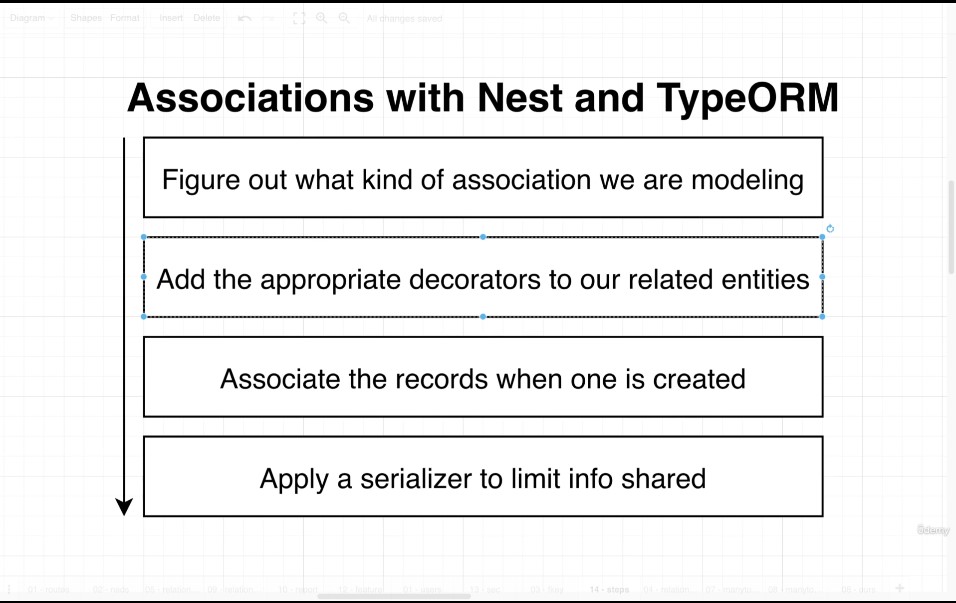 Diagram Shapes Format Insert Delete All changes saved
Associations with Nest and TypeORM
Figure out what kind of association we are modeling
Add the appropriate decorators to our related entities
Associate the records when one is created
Apply a serializer to limit info shared
Udemy
14 - steps